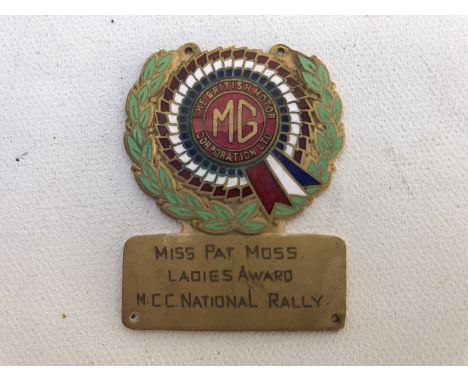 THE BRITISH MOTOR
MG
CORPORATION LTD
MISS PAT MOSS.
LADIES AWARD
M.C.C. NATIONAL RALLY.